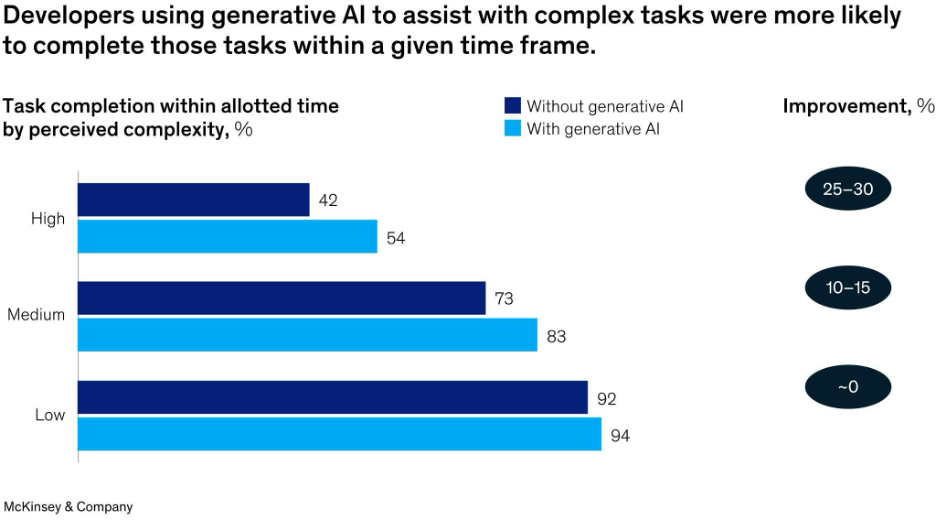 Developers using generative AI to assist with complex tasks were more likely
to complete those tasks within a given time frame.
Task completion within allotted time
by perceived complexity, %
Without generative AI
With generative AI
Improvement, %
High
42
54
25–30
Medium
73
83
10–15
Low
92
94
~0
McKinsey & Company